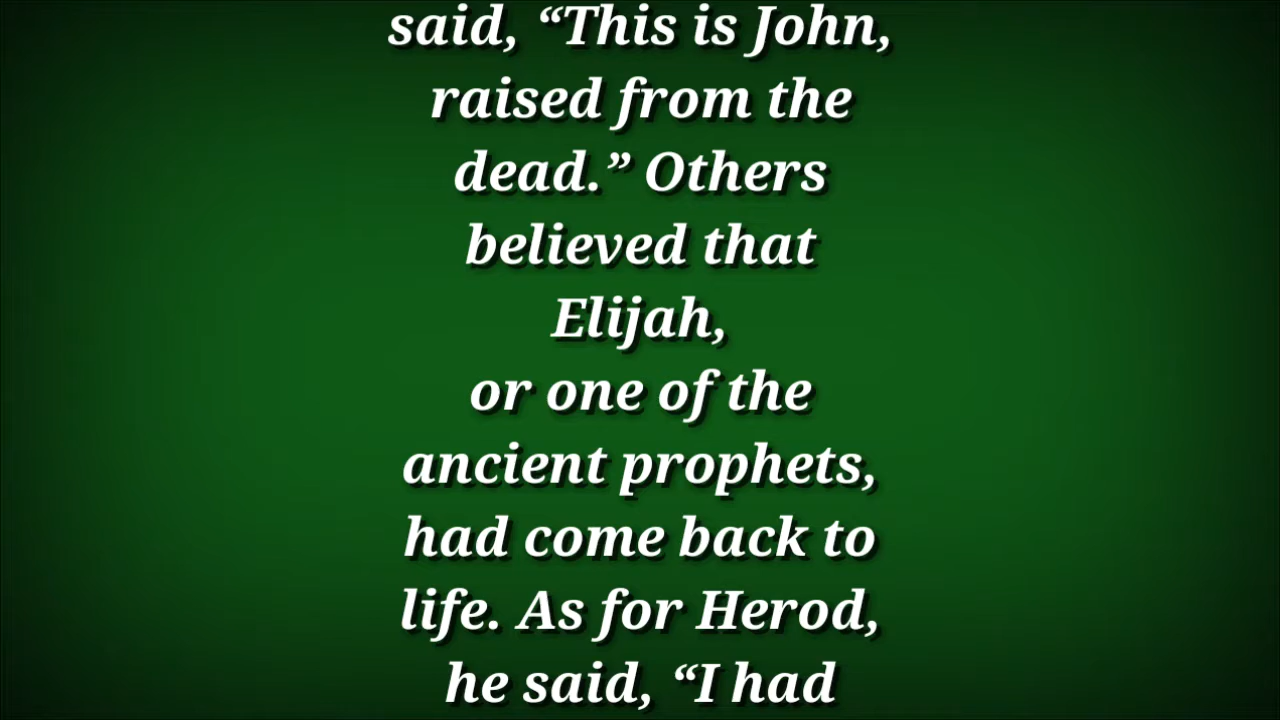 said, “This is John,
raised from the
dead.” Others
believed that
Elijah,
or one of the
ancient prophets,
had come back to
life. As for Herod,
he said, “I had